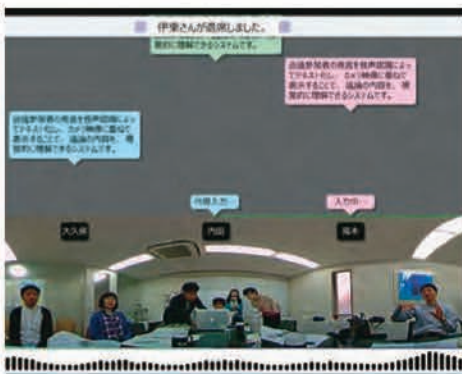 伊東さんが退席しました。
覚的に理解できるシステムです。
会議参加者の発言を音声認識によっ
てテキスト化し、カメラ映像に重ねて
表示することで、議論の内容を、視
覚的に理解できるシステムです。
会議参加者の発言を音声認識によっ
てテキスト化し、カメラ映像に重ねて
表示することで、議論の内容を、視
覚的に理解できるシステムです。
入力中…
大久保
内田